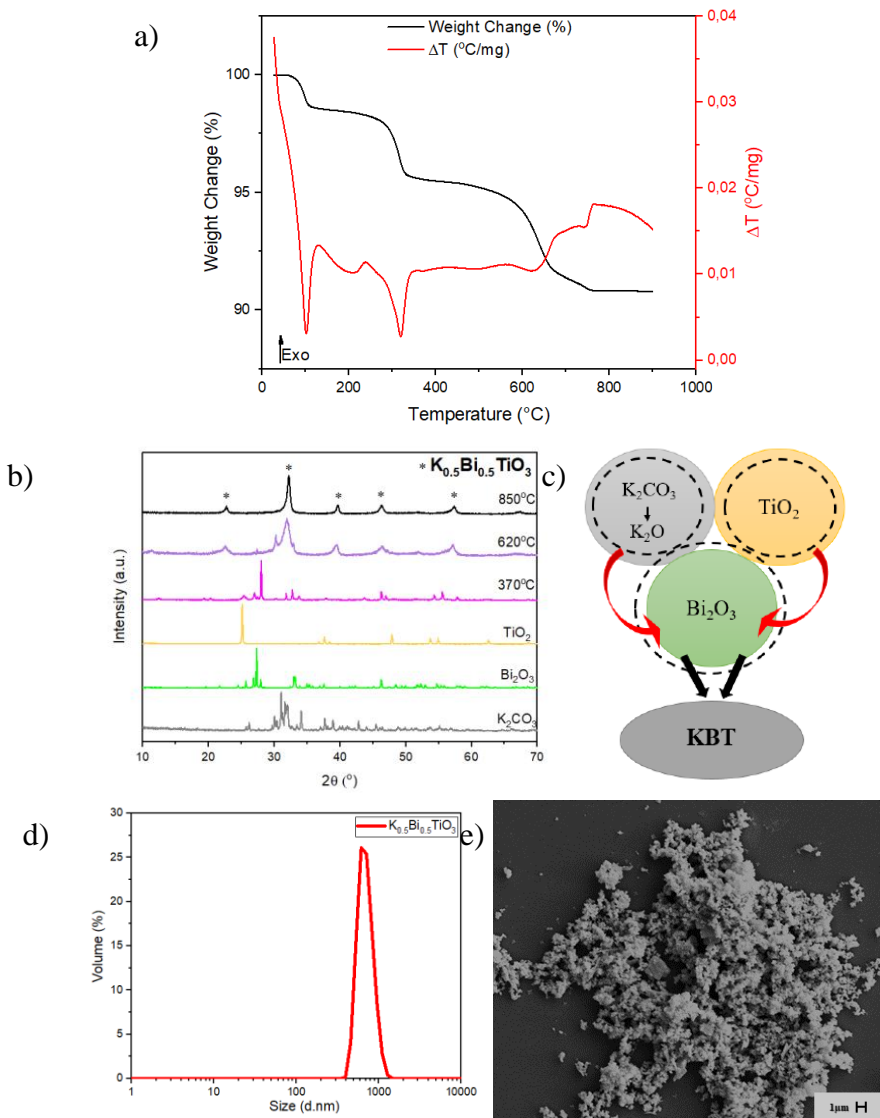 a)
Weight Change (%)
ΔT (°C/mg)
100
95
90
Weight Change (%)
0,04
0,03
0,02
0,01
0,00
ΔT (°C/mg)
Exo
0
200
400
600
800
1000
Temperature (°C)
b)
* K₀.₅Bi₀.₅TiO₃
850°C
620°C
370°C
TiO₂
Bi₂O₃
K₂CO₃
* * * * *
Intensity (a.u.)
10
20
30
40
50
60
70
2θ (°)
c)
K₂CO₃
K₂O
TiO₂
Bi₂O₃
KBT
d)
K₀.₅Bi₀.₅TiO₃
30
25
20
15
10
5
0
Volume (%)
1
10
100
1000
10000
Size (d.nm)
e)
1μm